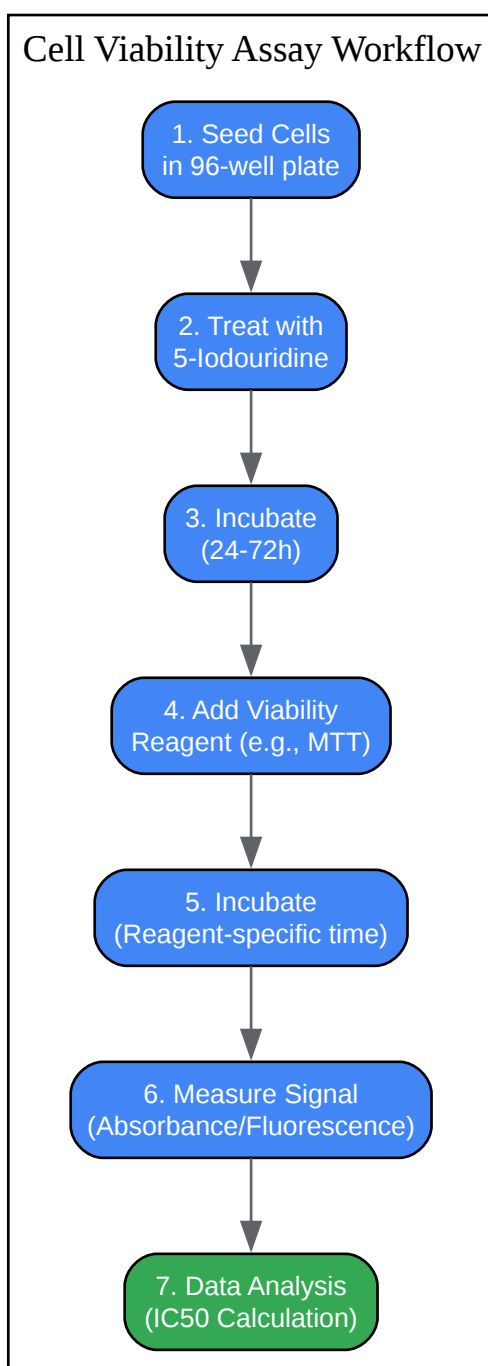 Cell Viability Assay Workflow
1. Seed Cells
in 96-well plate
2. Treat with
5-Iodouridine
3. Incubate
(24-72h)
4. Add Viability
Reagent (e.g., MTT)
5. Incubate
(Reagent-specific time)
6. Measure Signal
(Absorbance/Fluorescence)
7. Data Analysis
(IC50 Calculation)